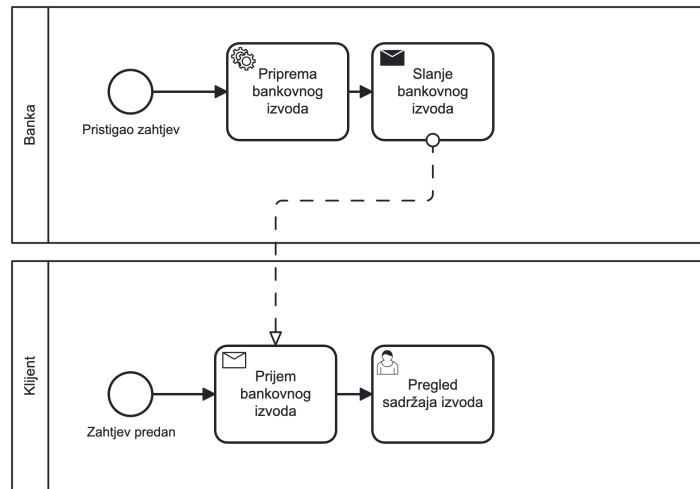 Banka
Pristigao zahtjev
Priprema
bankovnog
izvoda
Slanje
bankovnog
izvoda
Klijent
Zahtjev predan
Prijem
bankovnog
izvoda
Pregled
sadržaja izvoda